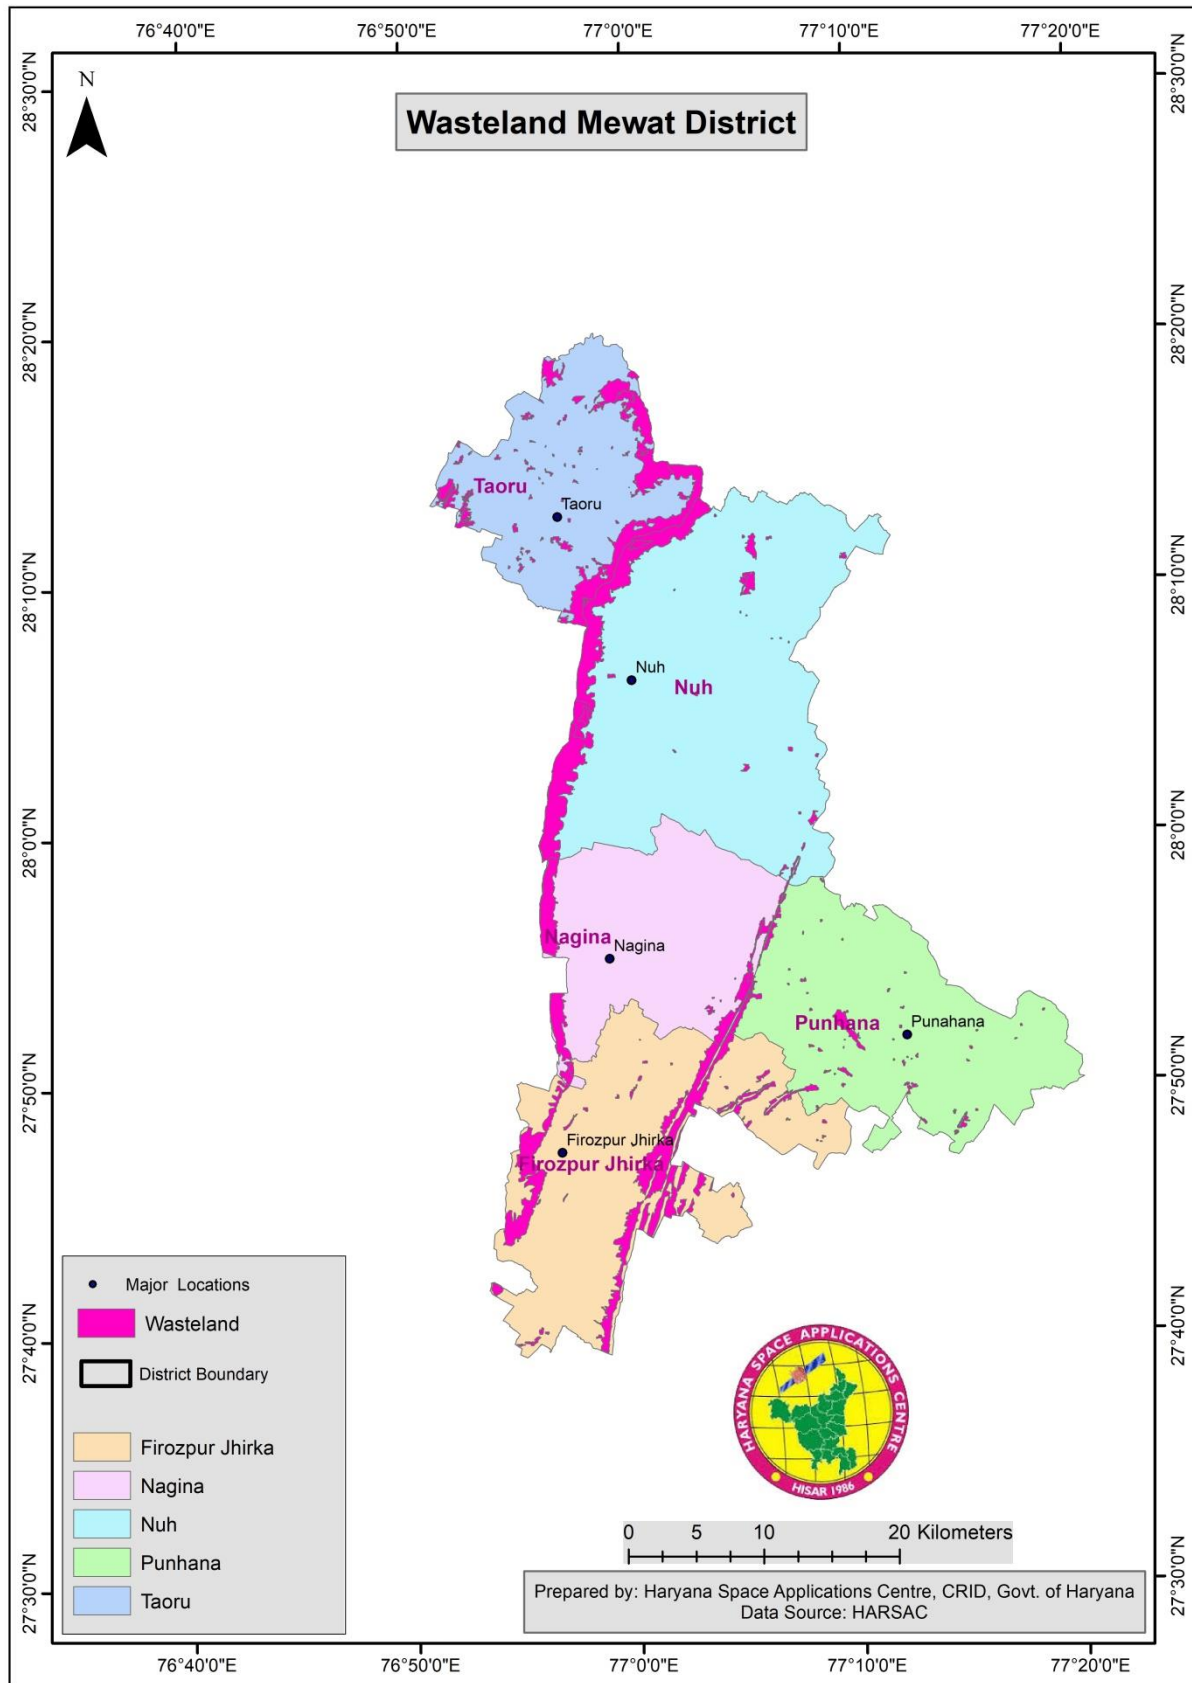 76°40'0"E 76°50'0"E 77°0'0"E 77°10'0"E 77°20'0"E
28°30'0"N
28°30'0"N
N
Wasteland Mewat District
28°20'0"N
28°20'0"N
Taoru
Taoru
28°10'0"N
28°10'0"N
Nuh
Nuh
28°0'0"N
28°0'0"N
Nagina
Nagina
Punhana
Punahana
27°50'0"N
27°50'0"N
Firozpur Jhirka
Firozpur Jhirka
Major Locations
Wasteland
District Boundary
Firozpur Jhirka
Nagina
Nuh
Punhana
Taoru
27°40'0"N
27°40'0"N
HARYANA SPACE APPLICATIONS CENTRE
HISAR 1986
0 5 10 20 Kilometers
Prepared by: Haryana Space Applications Centre, CRID, Govt. of Haryana
Data Source: HARSAC
27°30'0"N
27°30'0"N
76°40'0"E 76°50'0"E 77°0'0"E 77°10'0"E 77°20'0"E